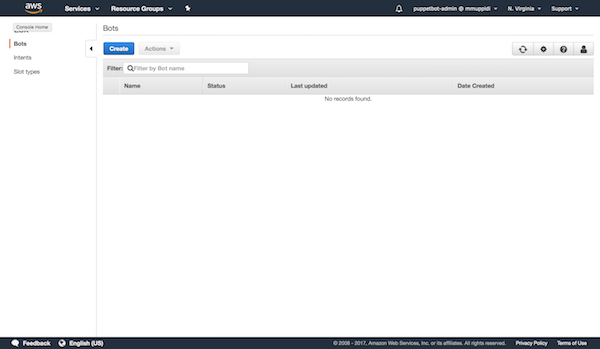 aws Services Resource Groups puppetbot-admin @ mmuppidi N. Virginia Support
Console Home
Bots
Intents
Slot types
Bots
Create Actions
Filter: Filter by Bot name
Name Status Last updated Date Created
No records found.
Feedback English (US) © 2008 - 2017, Amazon Web Services, Inc. or its affiliates. All rights reserved. Privacy Policy Terms of Use